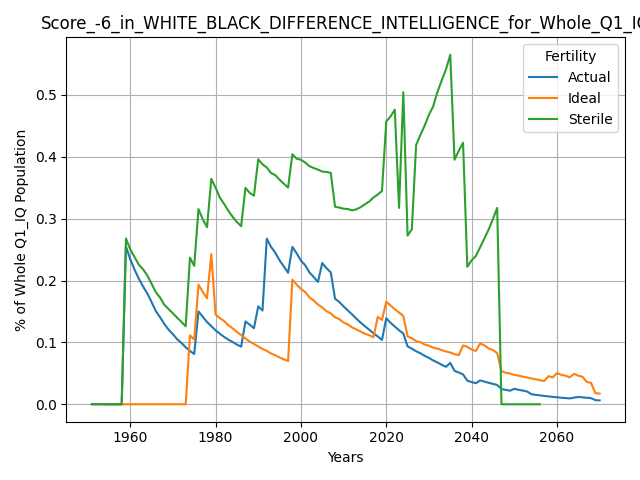 Score_-6_in_WHITE_BLACK_DIFFERENCE_INTELLIGENCE_for_Whole_Q1_IQ
Fertility
Actual
Ideal
Sterile
% of Whole Q1_IQ Population
0.5
0.4
0.3
0.2
0.1
0.0
1960 1980 2000 2020 2040 2060
Years